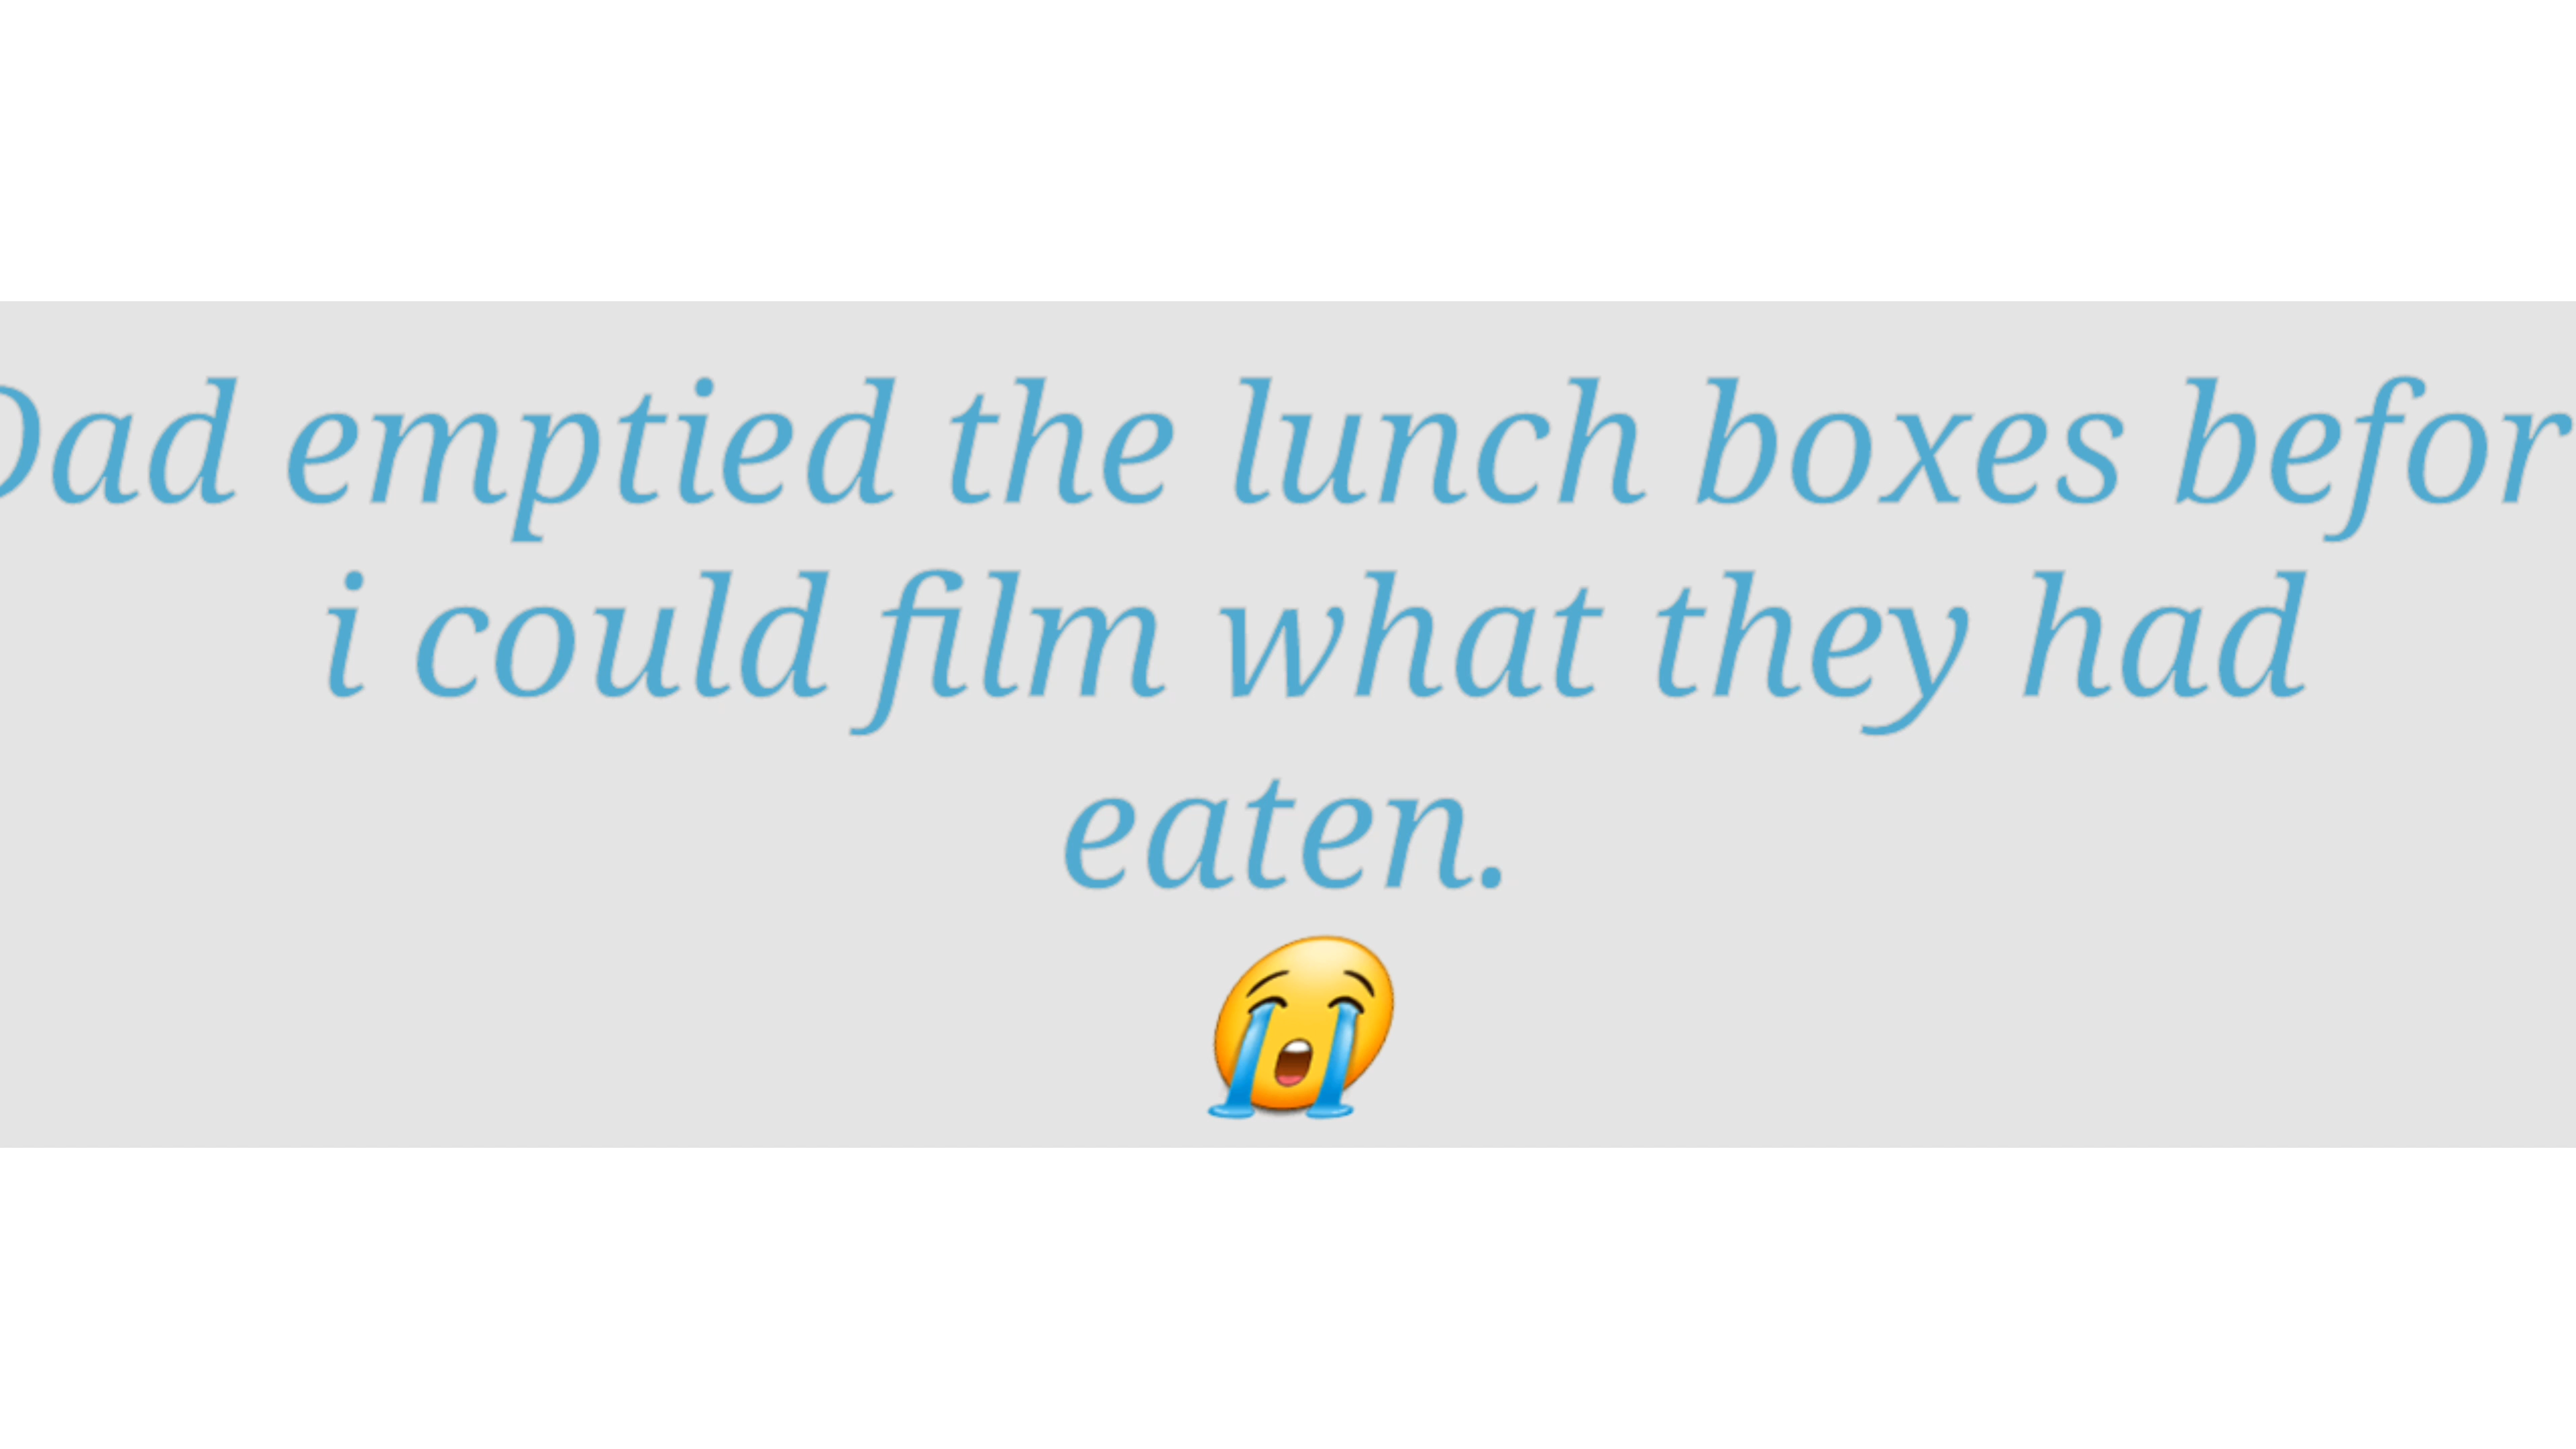 Dad emptied the lunch boxes befor
i could film what they had
eaten.
😭